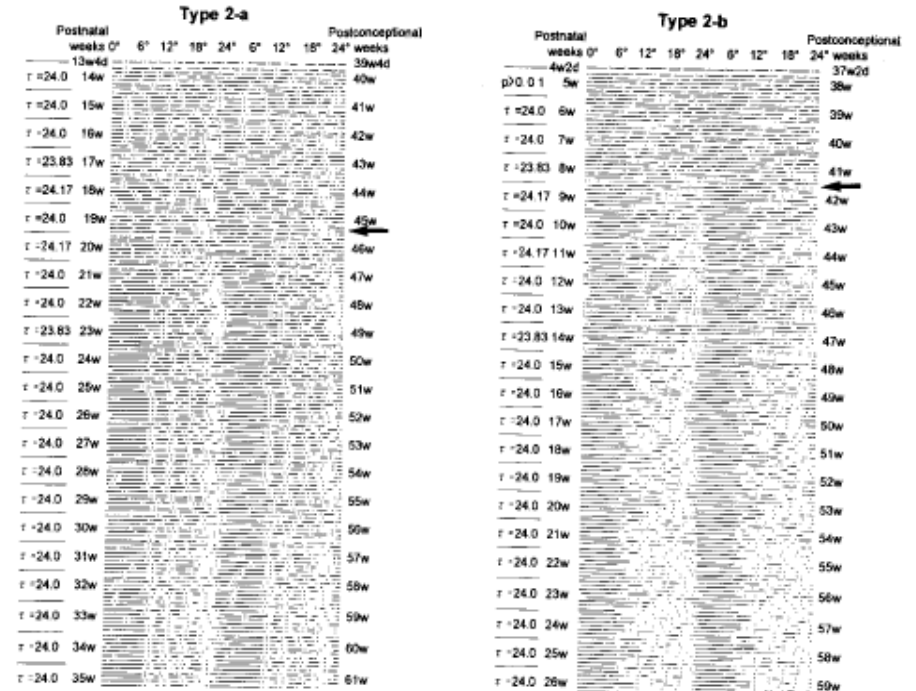 Type 2-a
Postnatal Postconceptional
weeks 0° 6° 12° 18° 24° 6° 12° 18° 24° weeks
13w4d 39w4d
τ =24.0 14w 40w
τ =24.0 15w 41w
τ =24.0 16w 42w
τ =23.83 17w 43w
τ =24.17 18w 44w
τ =24.0 19w 45w
τ =24.17 20w 46w
τ =24.0 21w 47w
τ =24.0 22w 48w
τ =23.83 23w 49w
τ =24.0 24w 50w
τ =24.0 25w 51w
τ =24.0 26w 52w
τ =24.0 27w 53w
τ =24.0 28w 54w
τ =24.0 29w 55w
τ =24.0 30w 56w
τ =24.0 31w 57w
τ =24.0 32w 58w
τ =24.0 33w 59w
τ =24.0 34w 60w
τ =24.0 35w 61w
Type 2-b
Postnatal Postconceptional
weeks 0° 6° 12° 18° 24° 6° 12° 18° 24° weeks
4w2d 37w2d
p>0.01 5w 38w
τ =24.0 6w 39w
τ =24.0 7w 40w
τ =23.83 8w 41w
τ =24.17 9w 42w
τ =24.0 10w 43w
τ =24.17 11w 44w
τ =24.0 12w 45w
τ =24.0 13w 46w
τ =23.83 14w 47w
τ =24.0 15w 48w
τ =24.0 16w 49w
τ =24.0 17w 50w
τ =24.0 18w 51w
τ =24.0 19w 52w
τ =24.0 20w 53w
τ =24.0 21w 54w
τ =24.0 22w 55w
τ =24.0 23w 56w
τ =24.0 24w 57w
τ =24.0 25w 58w
τ =24.0 26w 59w